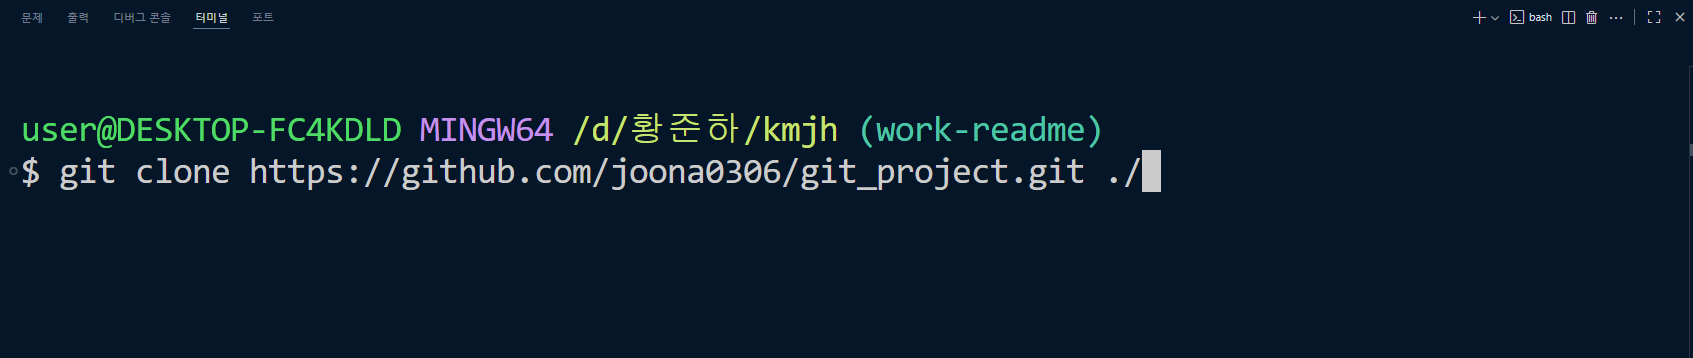 문제 출력 디버그 콘솔 터미널 포트 bash
user@DESKTOP-FC4KDLD MINGW64 /d/황준하/kmjh (work-readme)
$ git clone https://github.com/joona0306/git_project.git ./